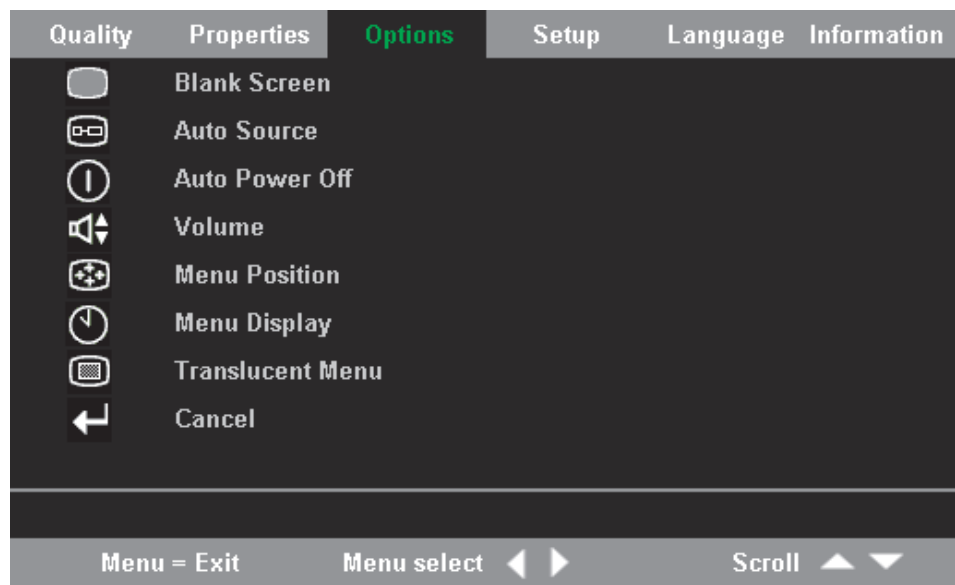 Quality Properties Options Setup Language Information
Blank Screen
Auto Source
Auto Power Off
Volume
Menu Position
Menu Display
Translucent Menu
Cancel
Menu = Exit Menu select Scroll